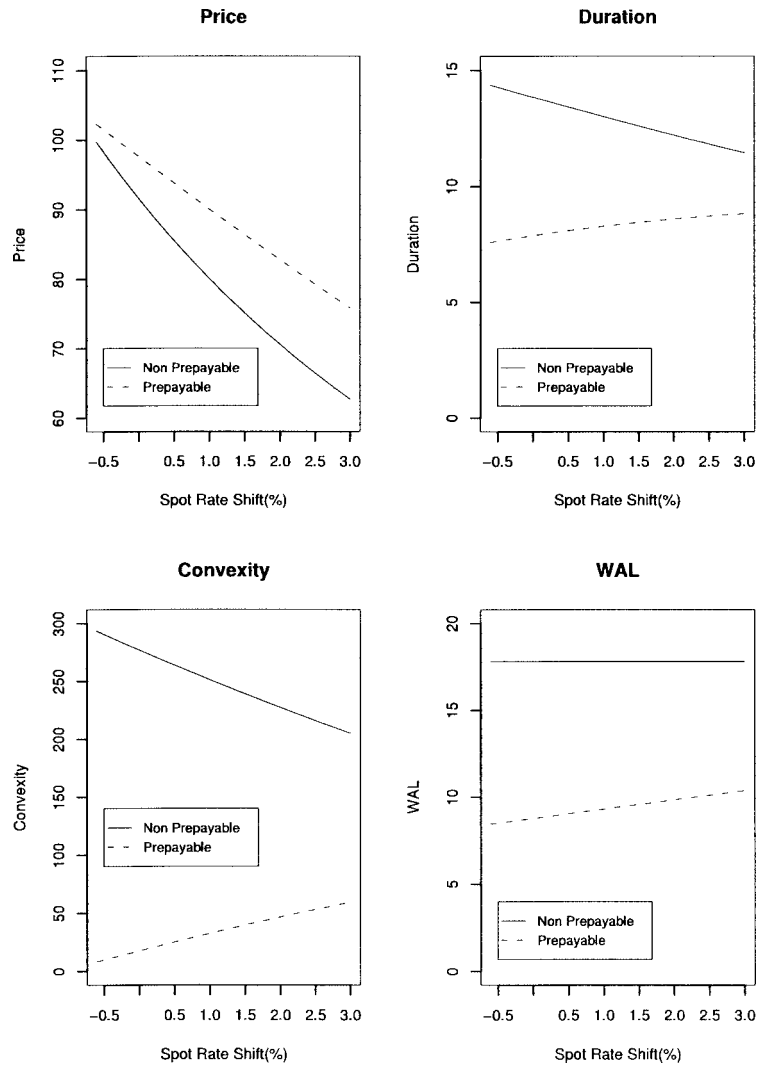 Price
110
100
90
80
70
60
Price
Non Prepayable
Prepayable
−0.5 0.5 1.0 1.5 2.0 2.5 3.0
Spot Rate Shift(%)
Duration
15
10
5
0
Duration
Non Prepayable
Prepayable
−0.5 0.5 1.0 1.5 2.0 2.5 3.0
Spot Rate Shift(%)
Convexity
300
250
200
150
100
50
0
Convexity
Non Prepayable
Prepayable
−0.5 0.5 1.0 1.5 2.0 2.5 3.0
Spot Rate Shift(%)
WAL
20
15
10
5
0
WAL
Non Prepayable
Prepayable
−0.5 0.5 1.0 1.5 2.0 2.5 3.0
Spot Rate Shift(%)